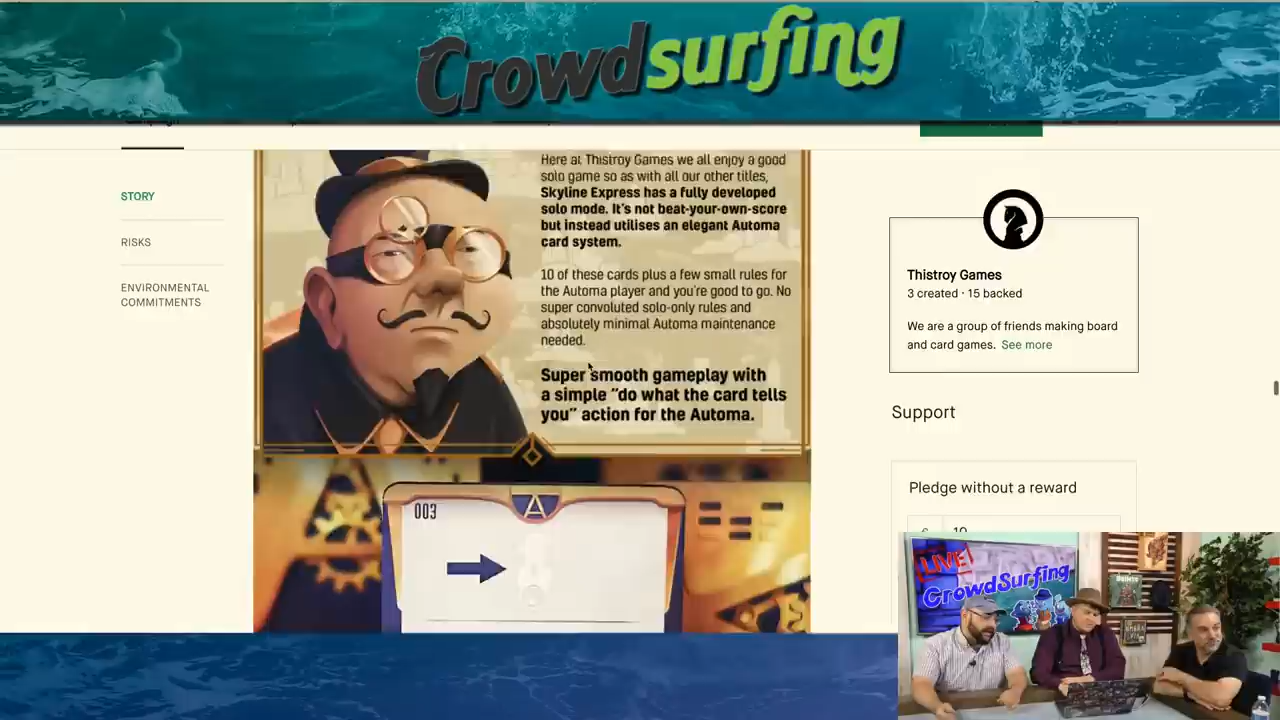 Crowdsurfing
STORY
RISKS
ENVIRONMENTAL
COMMITMENTS
Here at Thistroy Games we all enjoy a good
solo game so as with all our other titles,
Skyline Express has a fully developed
solo mode. It's not beat-your-own-score
but instead utilises an elegant Automa
card system.
10 of these cards plus a few small rules for
the Automa player and you're good to go. No
super convoluted solo-only rules and
absolutely minimal Automa maintenance
needed.
Super smooth gameplay with
a simple "do what the card tells
you" action for the Automa.
003
A
Thistroy Games
3 created · 15 backed
We are a group of friends making board
and card games. See more
Support
Pledge without a reward
10
LIVE!
CrowdSurfing